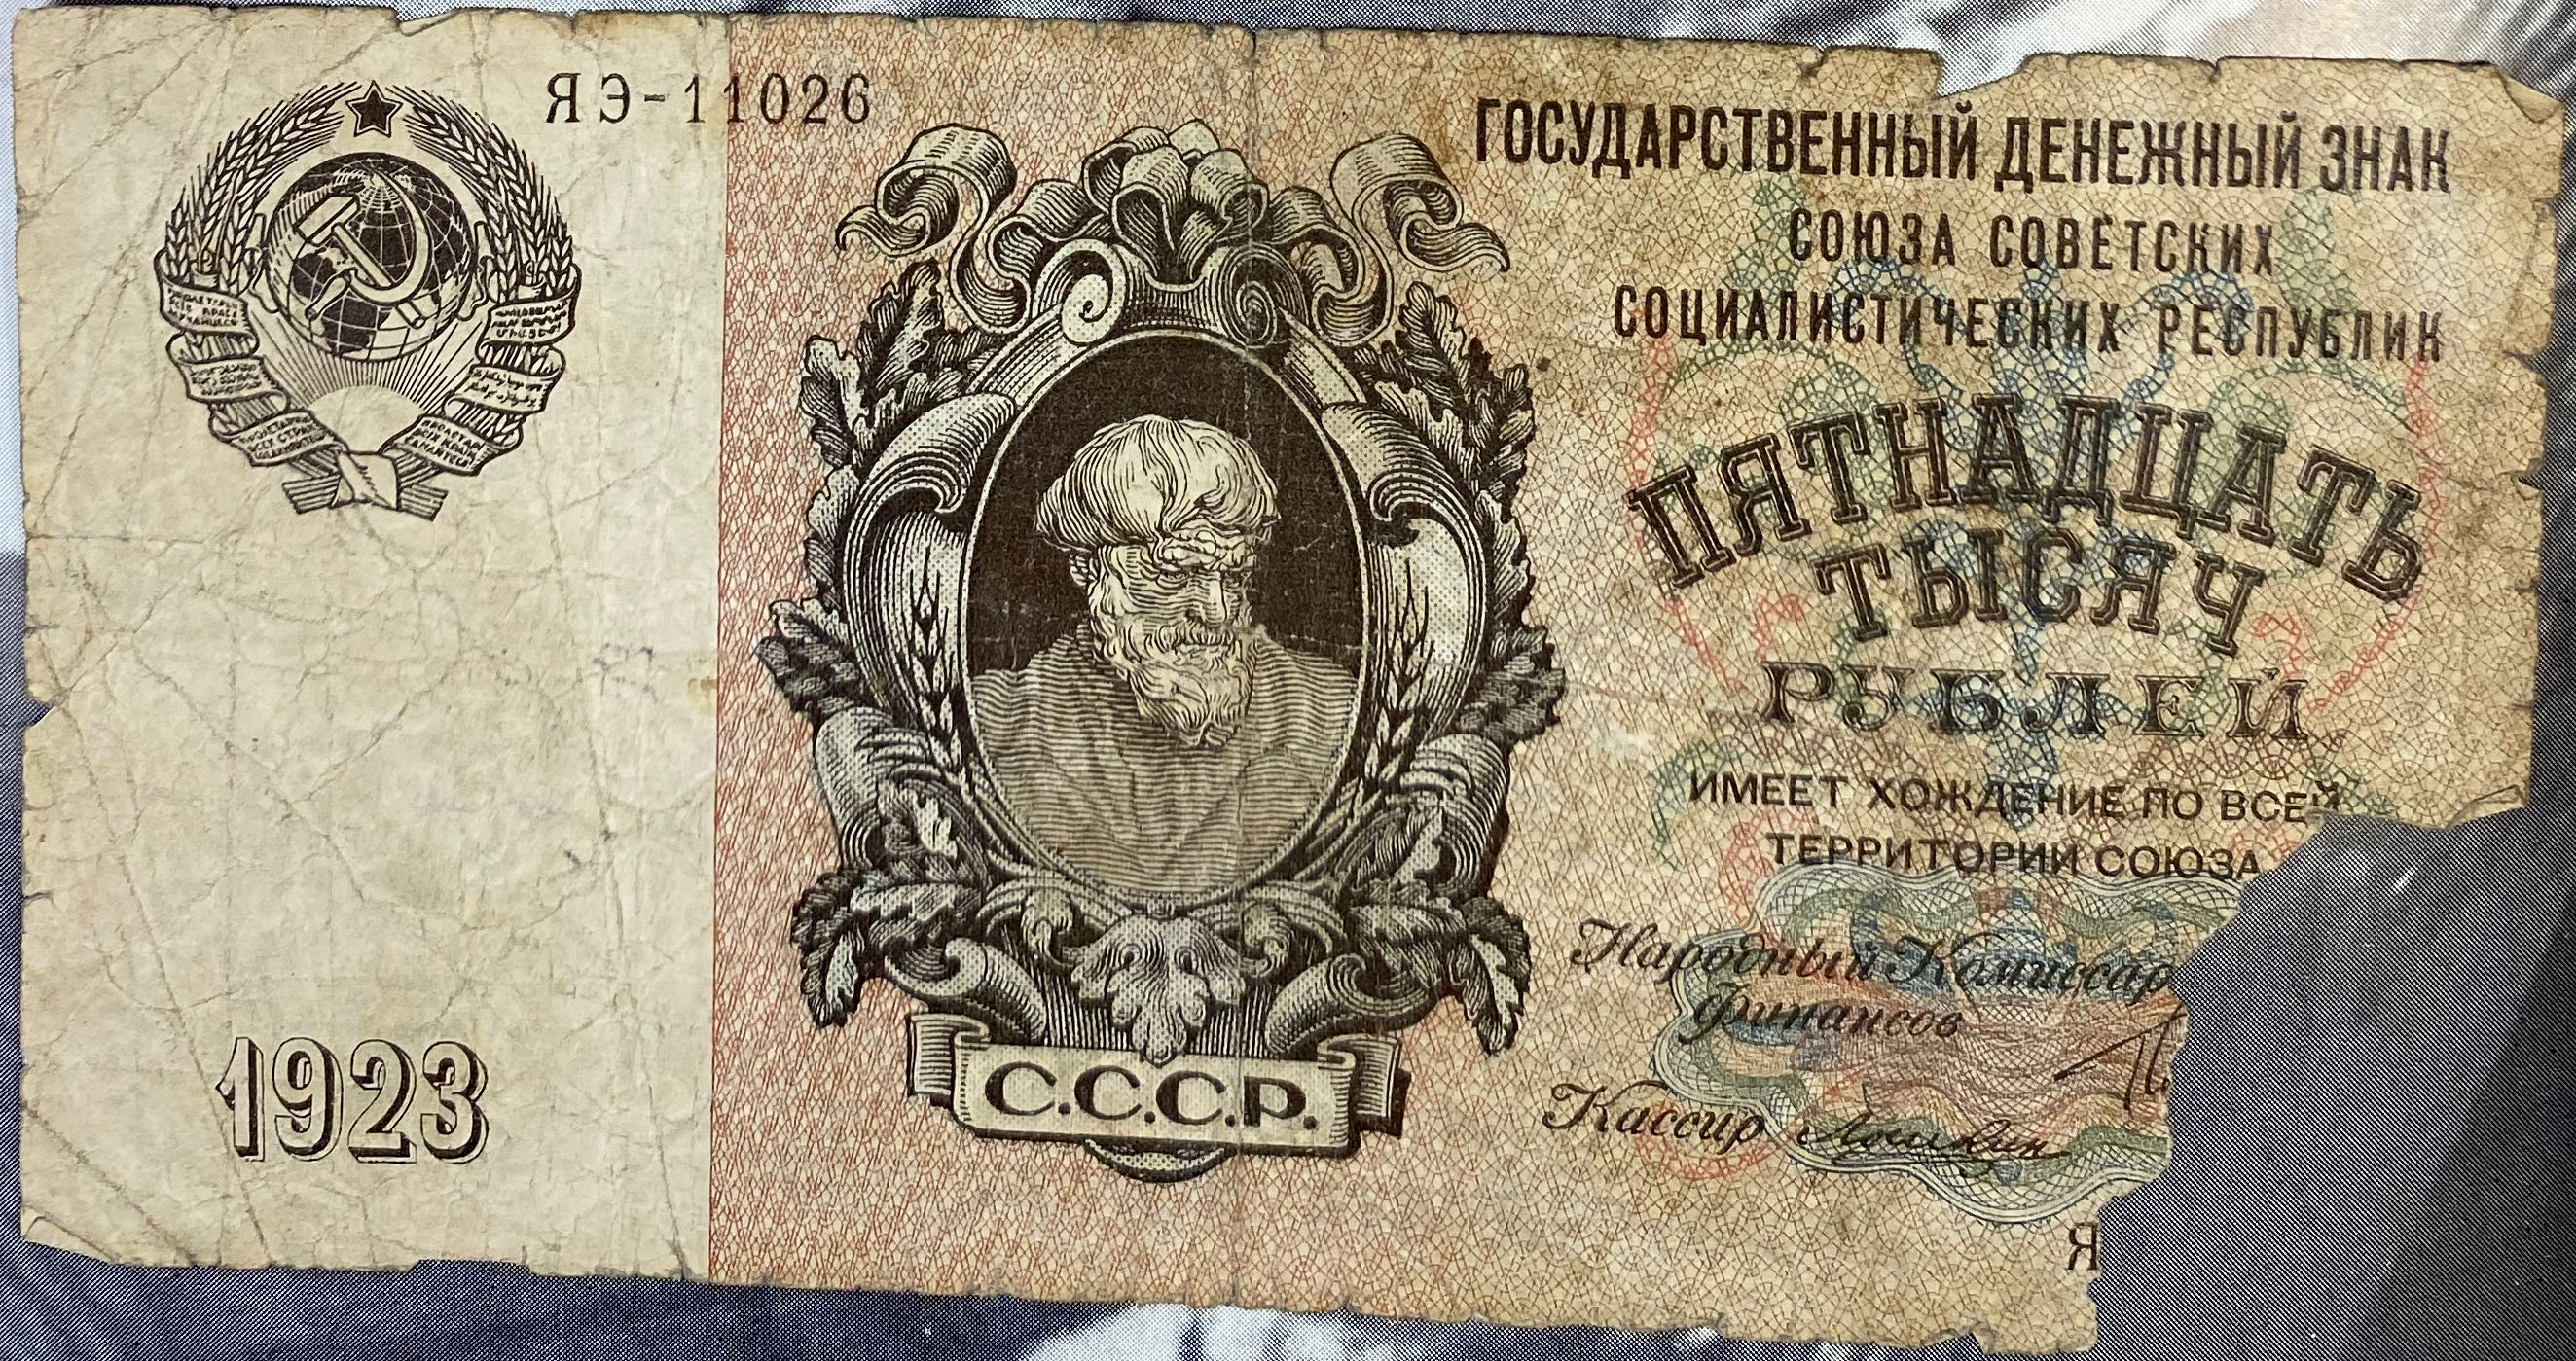 ЯЭ-11026
ГОСУДАРСТВЕННЫЙ ДЕНЕЖНЫЙ ЗНАК
СОЮЗА СОВЕТСКИХ
СОЦИАЛИСТИЧЕСКИХ РЕСПУБЛИК
ПЯТНАДЦАТЬ
ТЫСЯЧ
РУБЛЕЙ
ИМЕЕТ ХОЖДЕНИЕ ПО ВСЕЙ
ТЕРРИТОРИИ СОЮЗА
Народный Комиссар
Финансов
Кассир
1923
С.С.С.Р.
Я